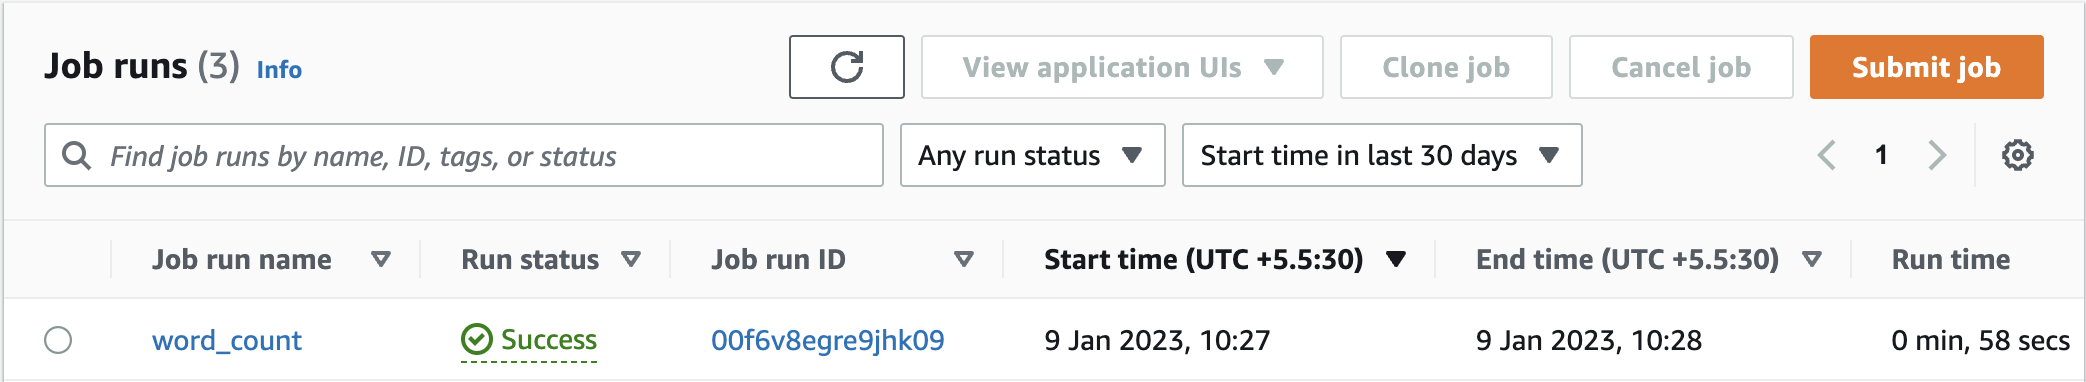 Job runs (3) Info
View application UIs
Clone job
Cancel job
Submit job
Find job runs by name, ID, tags, or status
Any run status
Start time in last 30 days
1
Job run name Run status Job run ID Start time (UTC +5.5:30) End time (UTC +5.5:30) Run time
word_count Success 00f6v8egre9jhk09 9 Jan 2023, 10:27 9 Jan 2023, 10:28 0 min, 58 secs